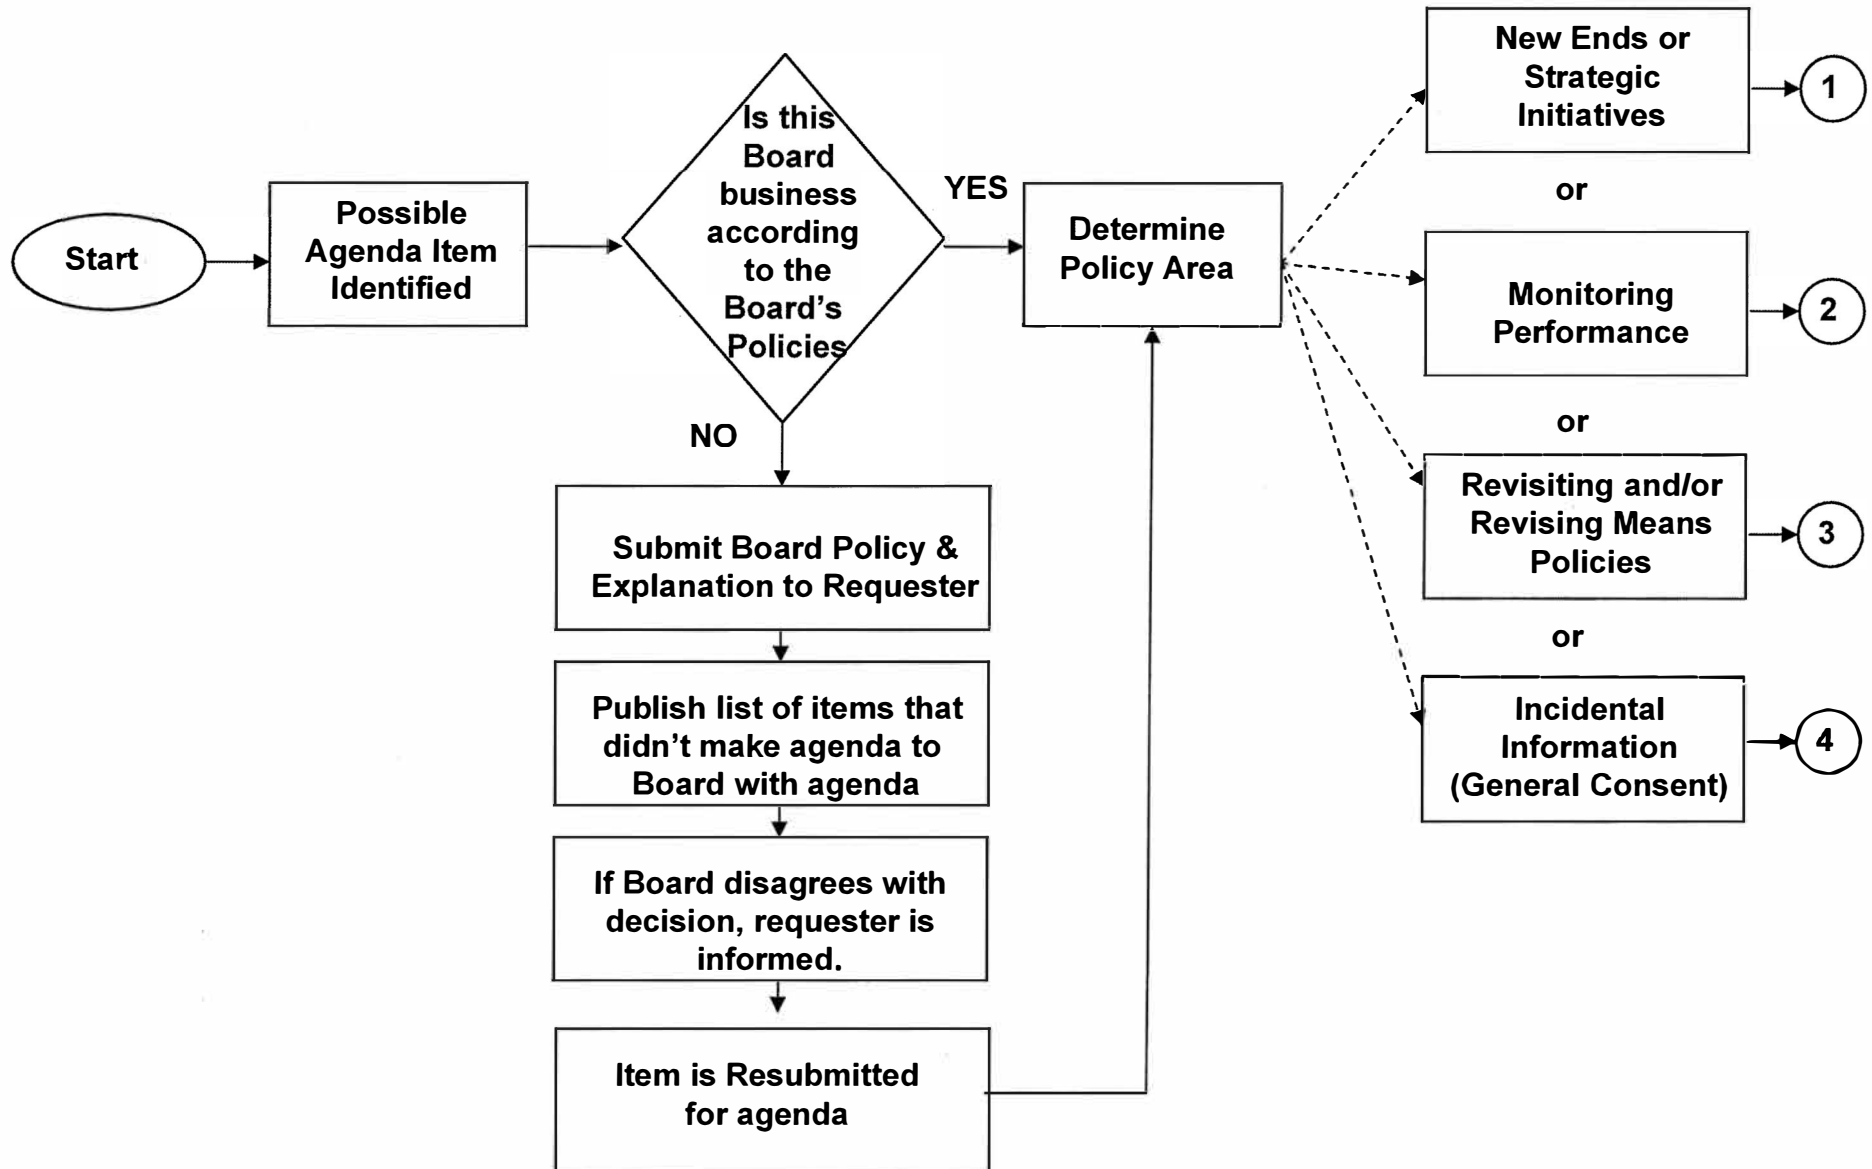 Start
Possible
Agenda Item
Identified
Is this
Board
business
according
to the
Board's
Policies
YES
NO
Determine
Policy Area
New Ends or
Strategic
Initiatives
1
or
Monitoring
Performance
2
or
Revisiting and/or
Revising Means
Policies
3
or
Incidental
Information
(General Consent)
4
Submit Board Policy &
Explanation to Requester
Publish list of items that
didn't make agenda to
Board with agenda
If Board disagrees with
decision, requester is
informed.
Item is Resubmitted
for agenda